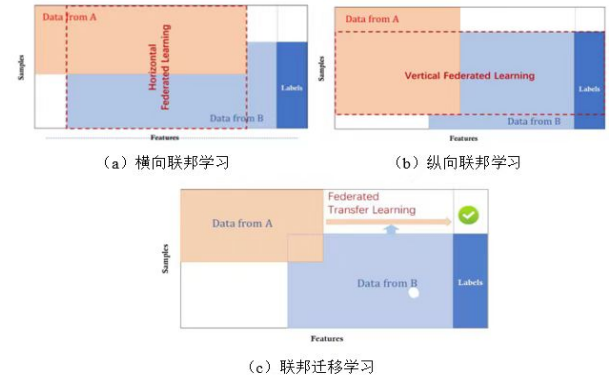 Data from A
Samples
Horizontal
Federated Learning
Labels
Data from B
Features
(a)横向联邦学习
Data from A
Samples
Vertical Federated Learning
Labels
Data from B
Features
(b)纵向联邦学习
Federated
Transfer Learning
Data from A
Samples
Data from B
Labels
Features
(c)联邦迁移学习